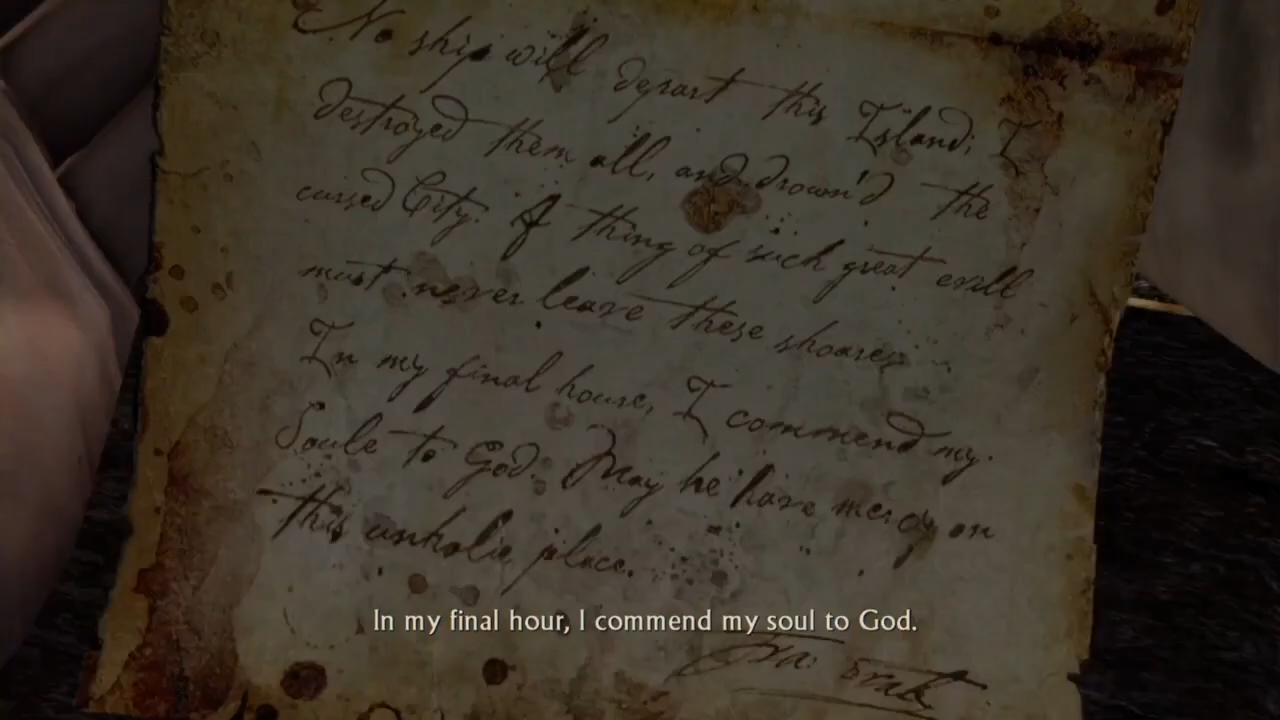 No ship will depart this Island; I
destroyed them all, and drown'd the
cursed City. A thing of such great evill
must never leave these shoares.
In my final houre, I commend my
Soule to God. May he have mercy on
this unholie place.
In my final hour, I commend my soul to God.
Fra: Drak